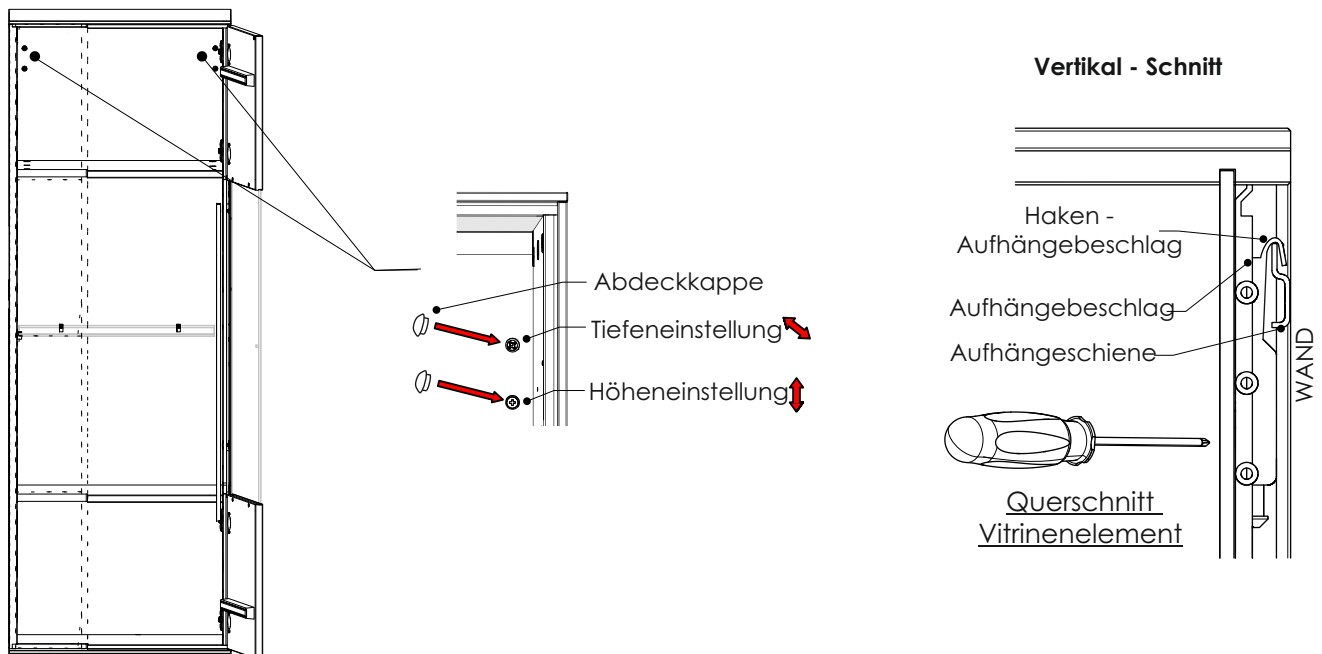 Vertikal - Schnitt
Haken -
Aufhängebeschlag
Aufhängebeschlag
Aufhängeschiene
WAND
Abdeckkappe
Tiefeneinstellung
Höheneinstellung
Querschnitt
Vitrinenelement